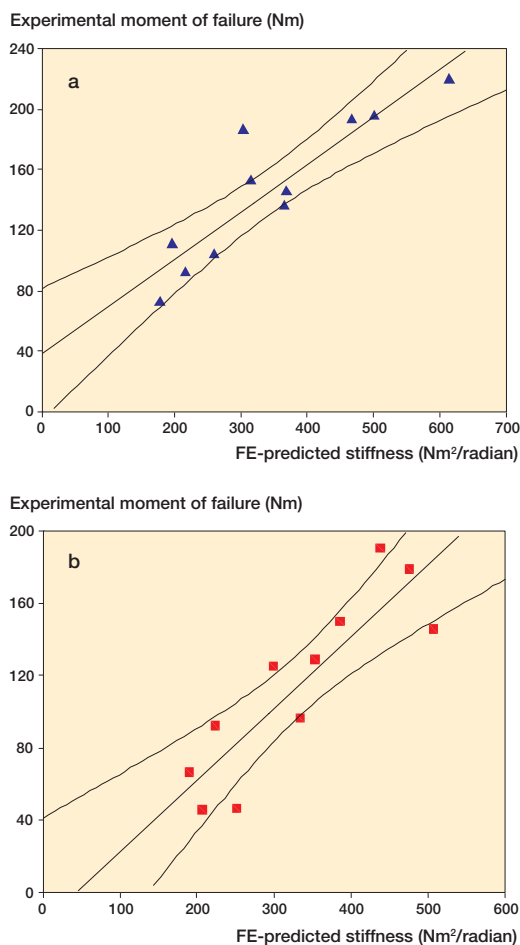 Experimental moment of failure (Nm)
240
a
200
160
120
80
40
0
0 100 200 300 400 500 600 700
FE-predicted stiffness (Nm²/radian)
Experimental moment of failure (Nm)
200
b
160
120
80
40
0
0 100 200 300 400 500 600
FE-predicted stiffness (Nm²/radian)